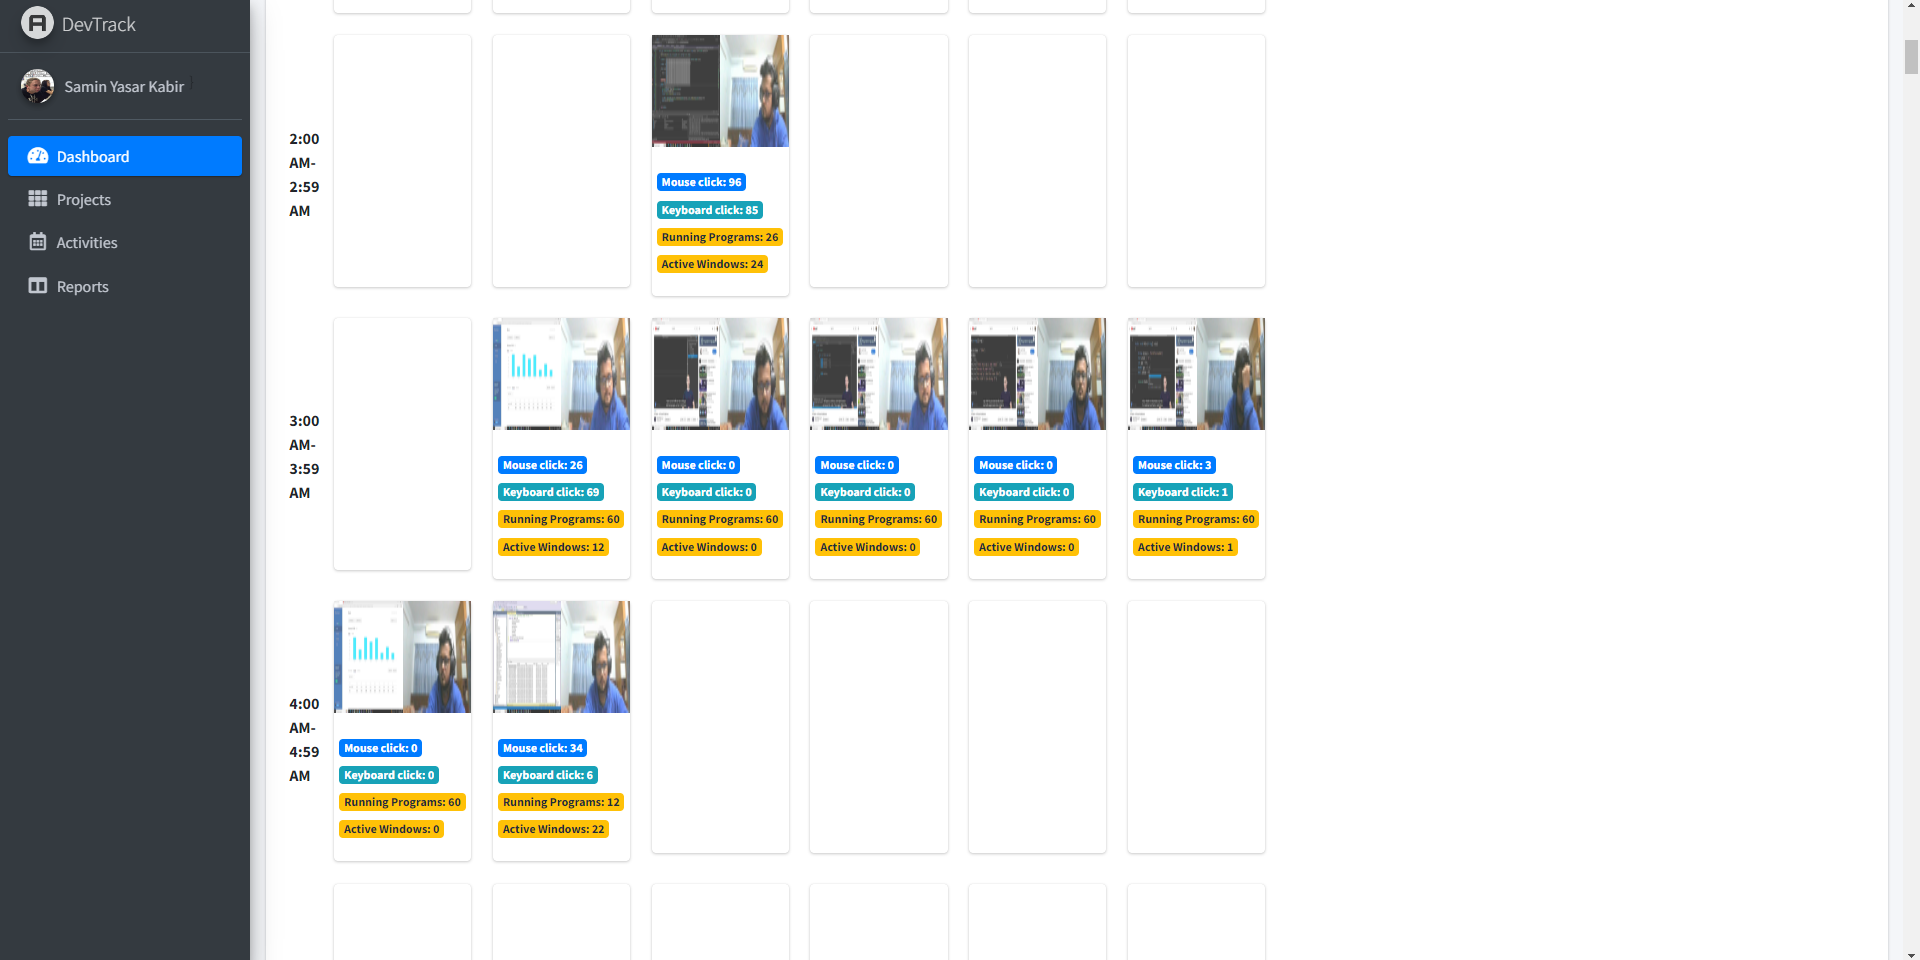 DevTrack
Samin Yasar Kabir
Dashboard
Projects
Activities
Reports
2:00
AM-
2:59
AM
Mouse click: 96
Keyboard click: 85
Running Programs: 26
Active Windows: 24
3:00
AM-
3:59
AM
Mouse click: 26
Keyboard click: 69
Running Programs: 60
Active Windows: 12
Mouse click: 0
Keyboard click: 0
Running Programs: 60
Active Windows: 0
Mouse click: 0
Keyboard click: 0
Running Programs: 60
Active Windows: 0
Mouse click: 0
Keyboard click: 0
Running Programs: 60
Active Windows: 0
Mouse click: 3
Keyboard click: 1
Running Programs: 60
Active Windows: 1
4:00
AM-
4:59
AM
Mouse click: 0
Keyboard click: 0
Running Programs: 60
Active Windows: 0
Mouse click: 34
Keyboard click: 6
Running Programs: 12
Active Windows: 22